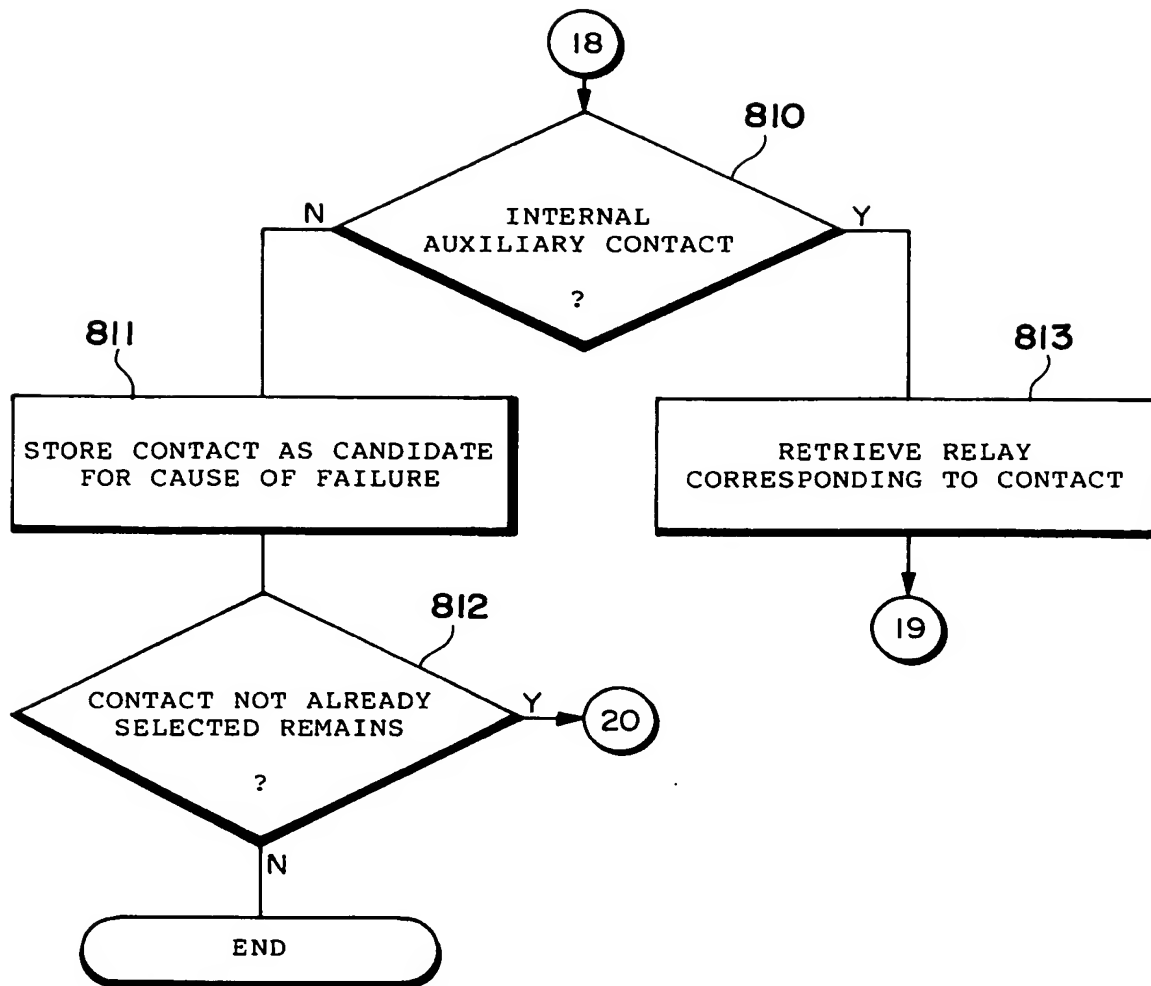 18
810
N
Y
INTERNAL
AUXILIARY CONTACT
?
811
813
STORE CONTACT AS CANDIDATE
FOR CAUSE OF FAILURE
RETRIEVE RELAY
CORRESPONDING TO CONTACT
812
19
CONTACT NOT ALREADY
SELECTED REMAINS
?
Y
20
N
END